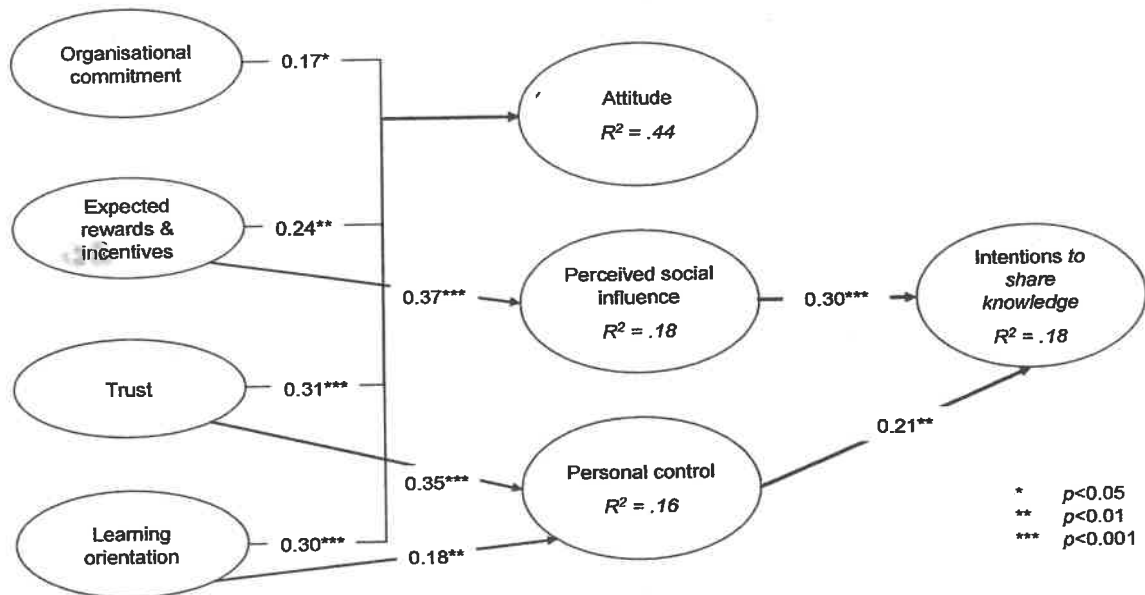 Organisational
commitment
0.17*
Attitude
R² = .44
Expected
rewards &
incentives
0.24**
0.37***
Perceived social
influence
R² = .18
0.30***
Intentions to
share
knowledge
R² = .18
Trust
0.31***
0.35***
Personal control
R² = .16
0.21**
Learning
orientation
0.30***
0.18**
* p<0.05
** p<0.01
*** p<0.001